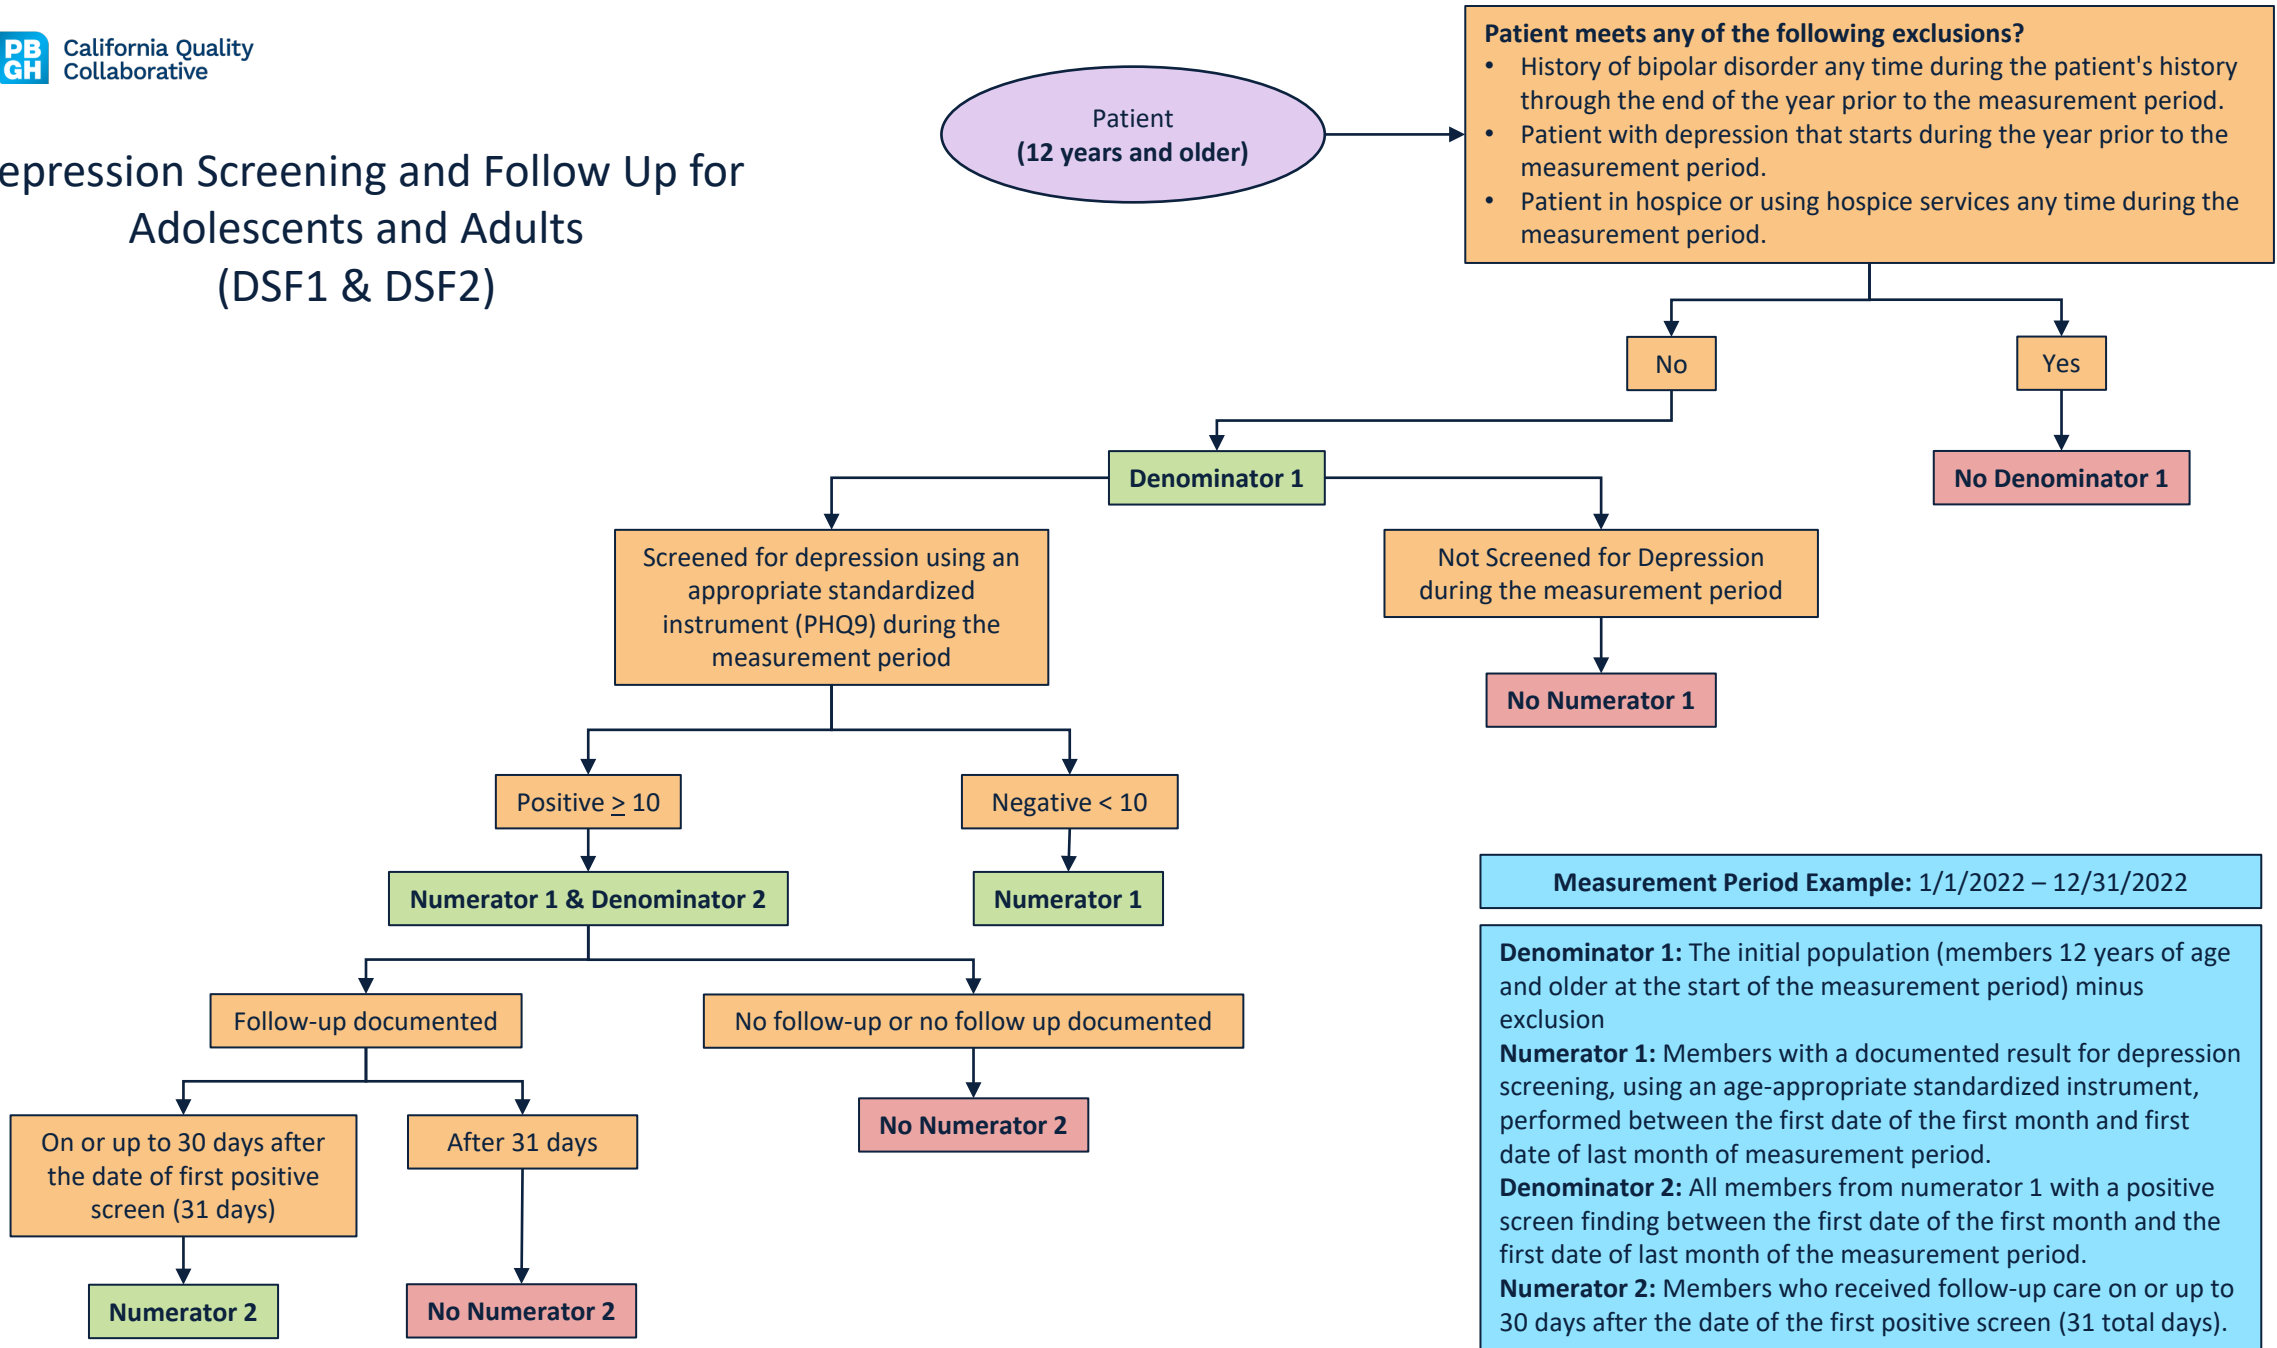 PB
GH
California Quality
Collaborative
epression Screening and Follow Up for
Adolescents and Adults
(DSF1 & DSF2)
Patient
(12 years and older)
Patient meets any of the following exclusions?
• History of bipolar disorder any time during the patient's history
through the end of the year prior to the measurement period.
• Patient with depression that starts during the year prior to the
measurement period.
• Patient in hospice or using hospice services any time during the
measurement period.
No
Yes
Denominator 1
No Denominator 1
Screened for depression using an
appropriate standardized
instrument (PHQ9) during the
measurement period
Not Screened for Depression
during the measurement period
No Numerator 1
Positive ≥ 10
Negative < 10
Numerator 1 & Denominator 2
Numerator 1
Follow-up documented
No follow-up or no follow up documented
On or up to 30 days after
the date of first positive
screen (31 days)
After 31 days
No Numerator 2
Numerator 2
No Numerator 2
Measurement Period Example: 1/1/2022 – 12/31/2022
Denominator 1: The initial population (members 12 years of age
and older at the start of the measurement period) minus
exclusion
Numerator 1: Members with a documented result for depression
screening, using an age-appropriate standardized instrument,
performed between the first date of the first month and first
date of last month of measurement period.
Denominator 2: All members from numerator 1 with a positive
screen finding between the first date of the first month and the
first date of last month of the measurement period.
Numerator 2: Members who received follow-up care on or up to
30 days after the date of the first positive screen (31 total days).